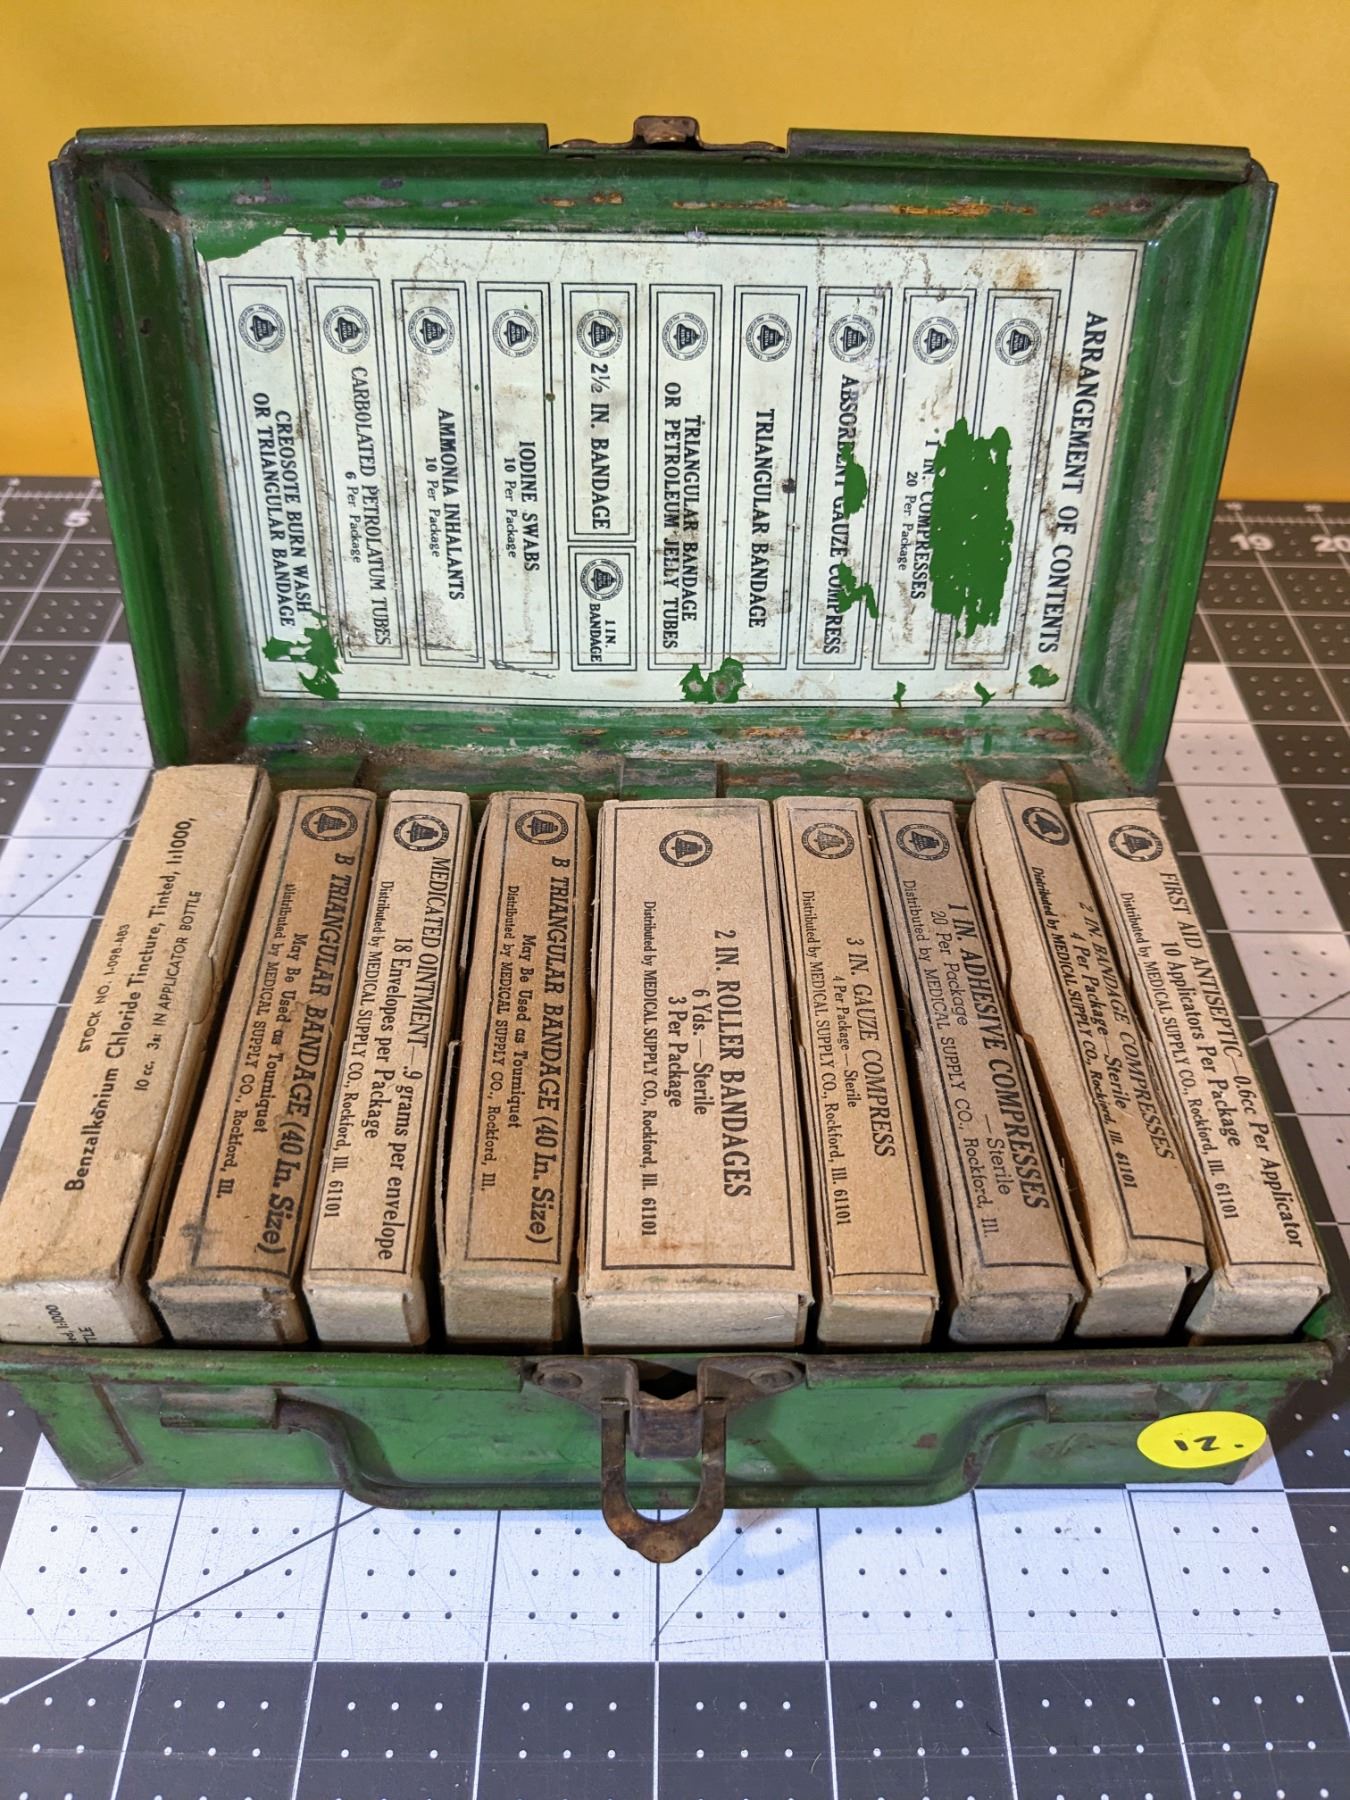 ARRANGEMENT OF CONTENTS
1 IN. COMPRESSES
20 Per Package
ABSORBENT GAUZE COMPRESS
TRIANGULAR BANDAGE
TRIANGULAR BANDAGE
OR PETROLEUM JELLY TUBES
2½ IN. BANDAGE
1 IN.
BANDAGE
IODINE SWABS
10 Per Package
AMMONIA INHALANTS
10 Per Package
CARBOLATED PETROLATUM TUBES
6 Per Package
CREOSOTE BURN WASH
OR TRIANGULAR BANDAGE
5
19
20
Benzalkonium Chloride Tincture, Tinted, 1:1000,
10 cc. 3s IN APPLICATOR BOTTLE
B TRIANGULAR BANDAGE (40 In. Size)
May Be Used as Tourniquet
Distributed by MEDICAL SUPPLY CO., Rockford, Ill.
MEDICATED OINTMENT—.9 grams per envelope
18 Envelopes per Package
Distributed by MEDICAL SUPPLY CO., Rockford, Ill. 61101
B TRIANGULAR BANDAGE (40 In. Size)
May Be Used as Tourniquet
Distributed by MEDICAL SUPPLY CO., Rockford, Ill.
2 IN. ROLLER BANDAGES
6 Yds.—Sterile
3 Per Package
Distributed by MEDICAL SUPPLY CO., Rockford, Ill. 61101
3 IN. GAUZE COMPRESS
4 Per Package—Sterile
Distributed by MEDICAL SUPPLY CO., Rockford, Ill. 61101
1 IN. ADHESIVE COMPRESSES
20 Per Package — Sterile
Distributed by MEDICAL SUPPLY CO., Rockford, Ill.
2 IN. BANDAGE COMPRESSES
4 Per Package—Sterile
Distributed by MEDICAL SUPPLY CO., Rockford, Ill. 61101
FIRST AID ANTISEPTIC—0.6cc Per Applicator
10 Applicators Per Package
Distributed by MEDICAL SUPPLY CO., Rockford, Ill. 61101
12.